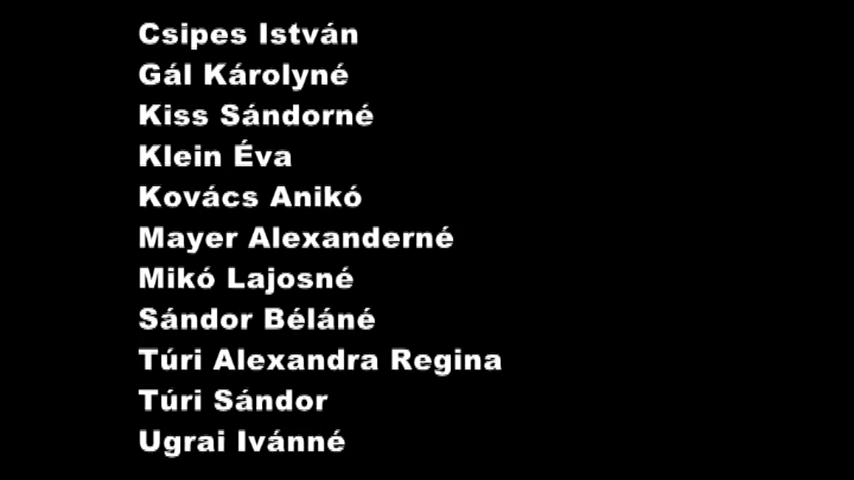 Csipes István
Gál Károlyné
Kiss Sándorné
Klein Éva
Kovács Anikó
Mayer Alexanderné
Mikó Lajosné
Sándor Béláné
Túri Alexandra Regina
Túri Sándor
Ugrai Ivánné